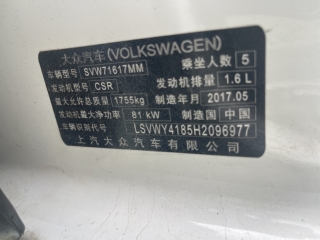 大众汽车(VOLKSWAGEN)
车辆型号 SVW71617MM 乘坐人数 5
发动机型号 CSR 发动机排量 1.6 L
最大允许总质量 1755kg 制造年月 2017.05
发动机最大净功率 81 kW 制造国 中国
车辆识别代号 LSVWY4185H2096977
上汽大众汽车有限公司